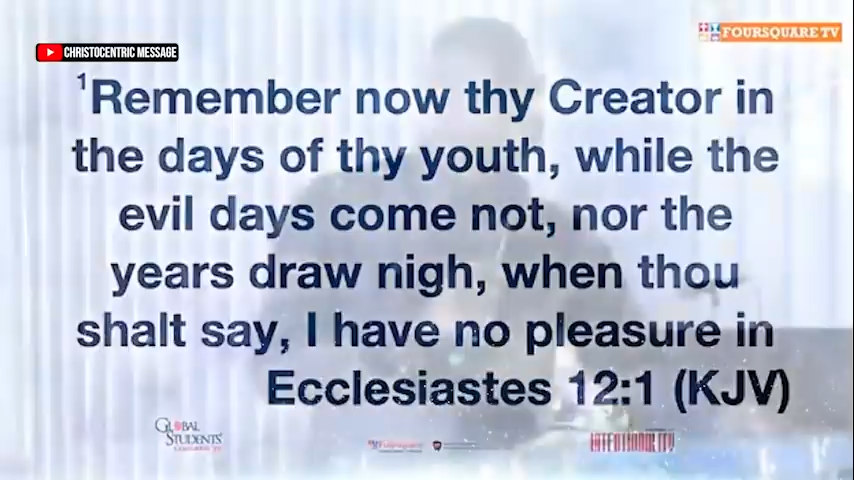 CHRISTOCENTRIC MESSAGE
FOURSQUARE TV
¹Remember now thy Creator in
the days of thy youth, while the
evil days come not, nor the
years draw nigh, when thou
shalt say, I have no pleasure in
Ecclesiastes 12:1 (KJV)
GLOBAL
STUDENTS'
Foursquare
INTENTIONALITY